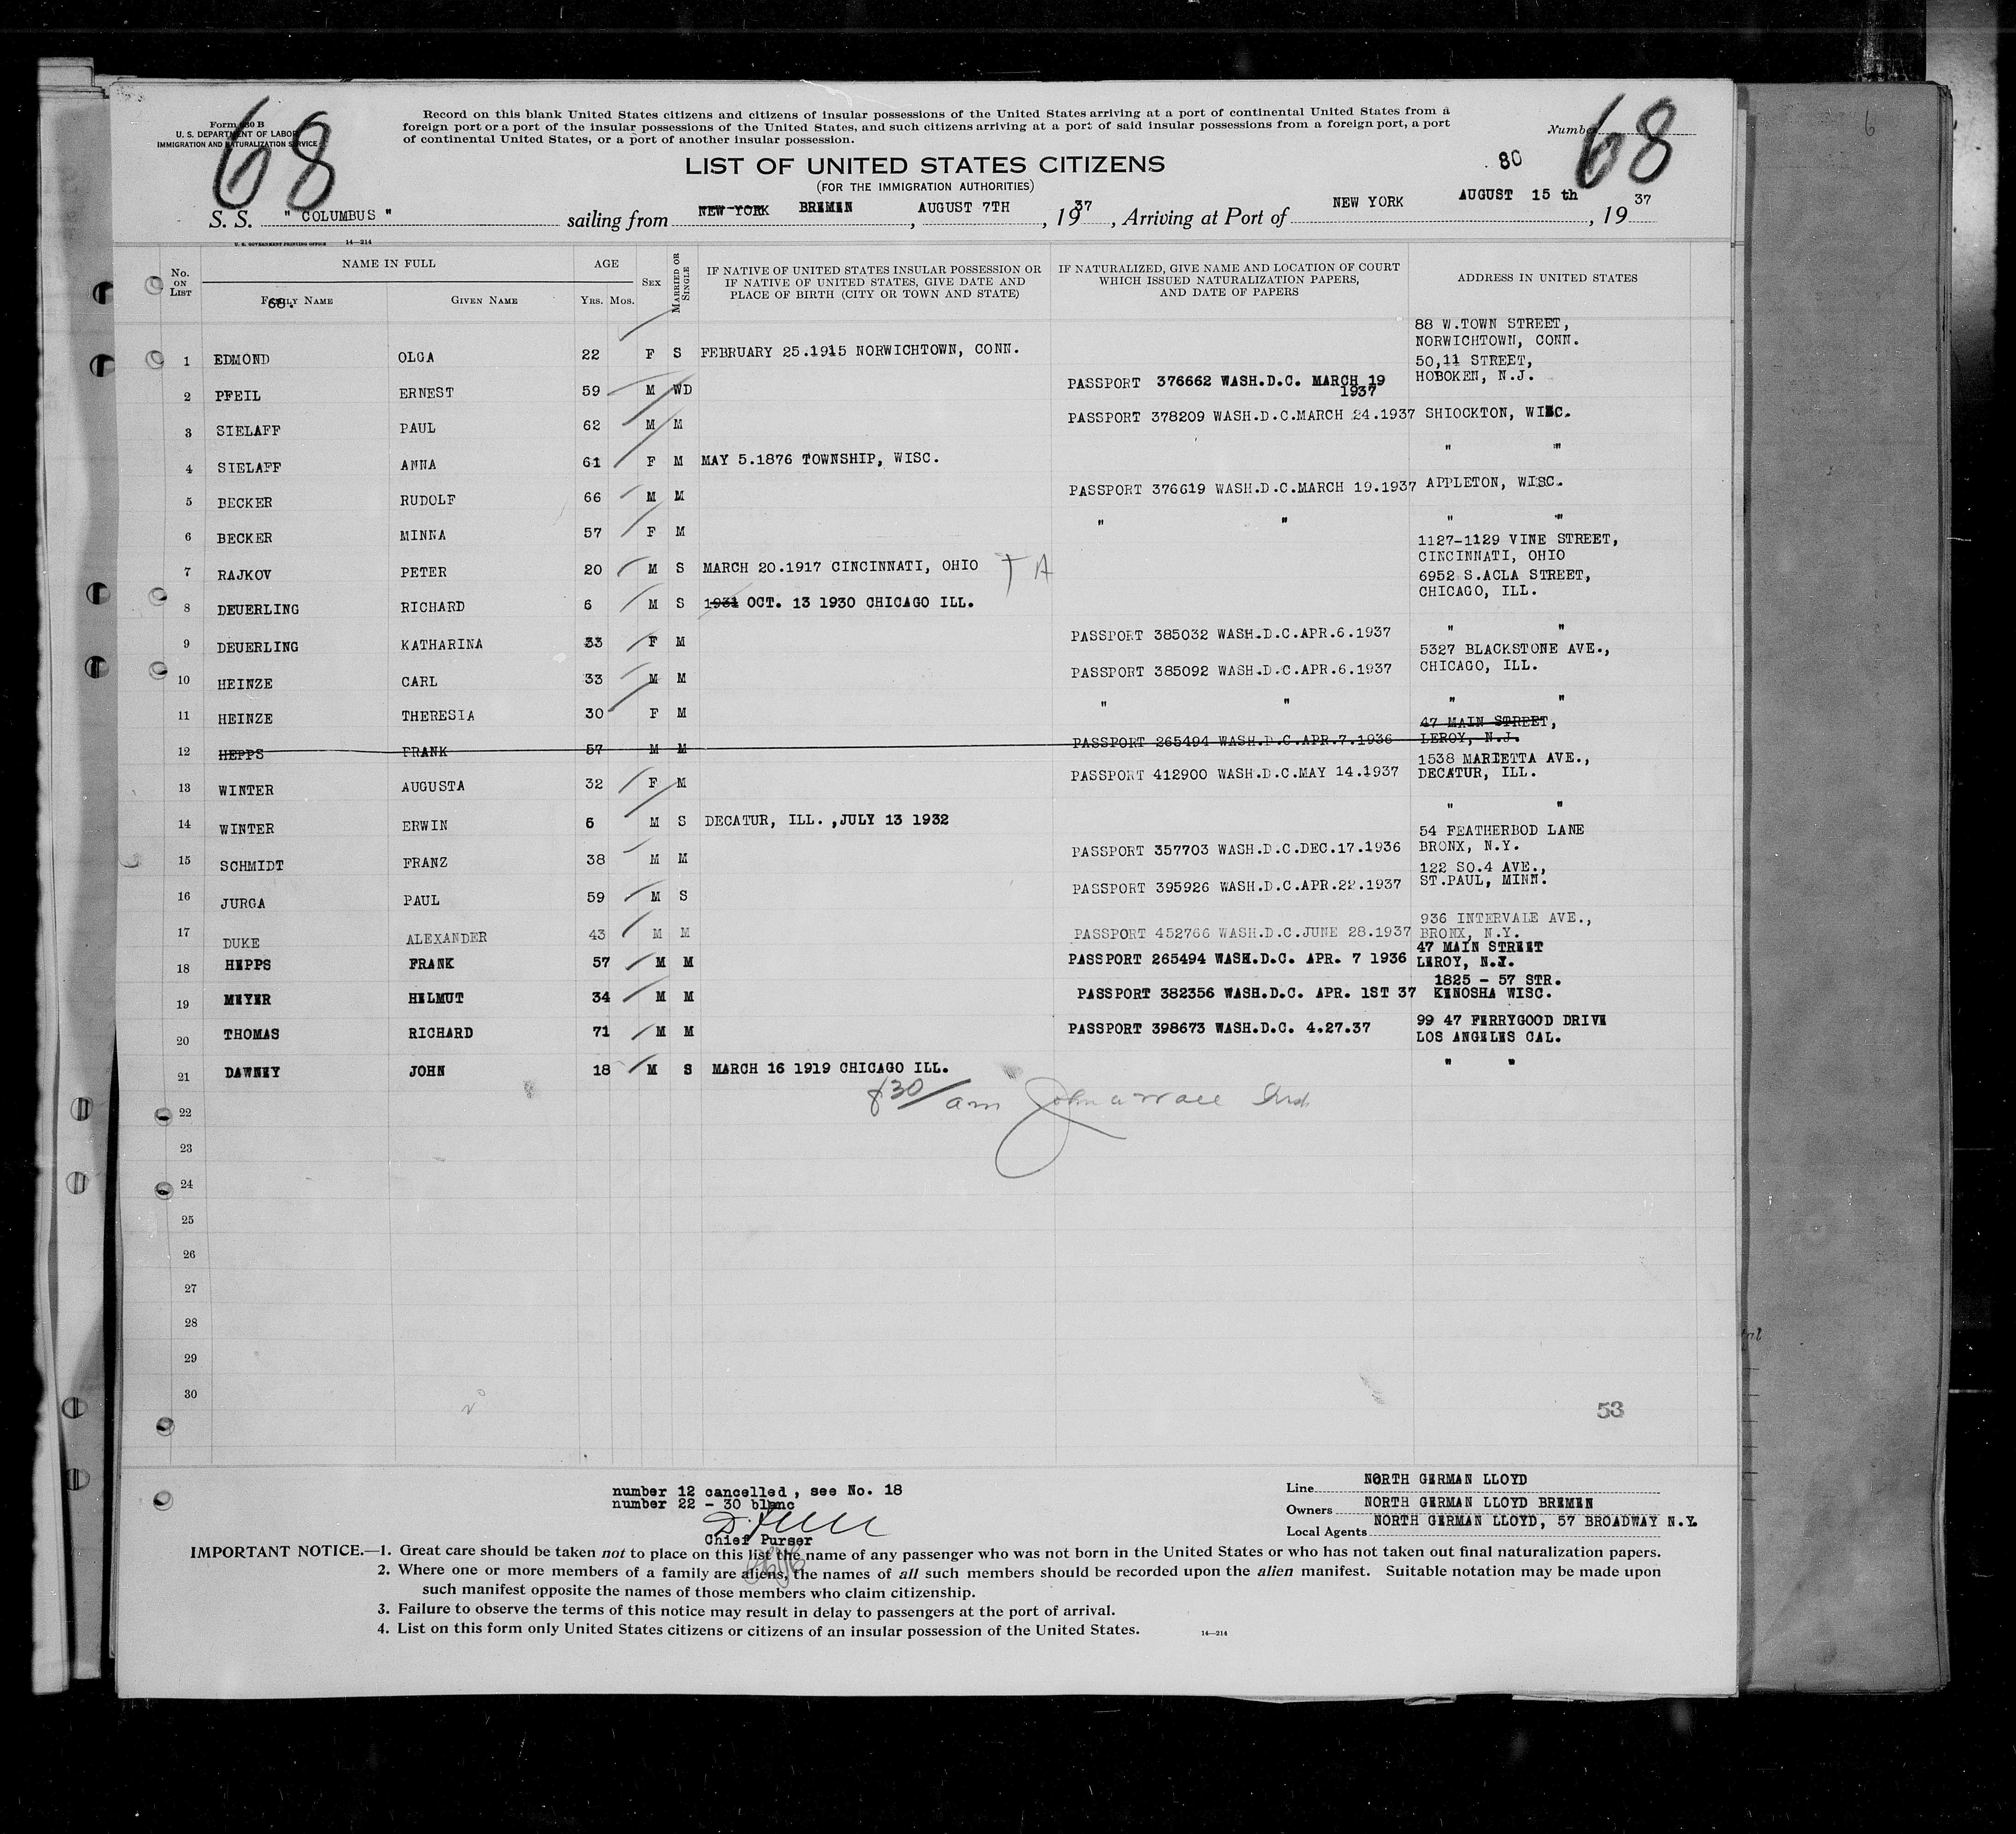 68
68
Form 630 B
U. S. DEPARTMENT OF LABOR
IMMIGRATION AND NATURALIZATION SERVICE
Record on this blank United States citizens and citizens of insular possessions of the United States arriving at a port of continental United States from a
foreign port or a port of the insular possessions of the United States, and such citizens arriving at a port of said insular possessions from a foreign port, a port
of continental United States, or a port of another insular possession.
Number
80
LIST OF UNITED STATES CITIZENS
(FOR THE IMMIGRATION AUTHORITIES)
S. S. " COLUMBUS " sailing from NEW YORK BREMEN, AUGUST 7TH, 1937, Arriving at Port of NEW YORK AUGUST 15 th, 1937
U. S. GOVERNMENT PRINTING OFFICE 14—214
No. ON LIST NAME IN FULL AGE SEX MARRIED OR SINGLE IF NATIVE OF UNITED STATES INSULAR POSSESSION OR IF NATIVE OF UNITED STATES, GIVE DATE AND PLACE OF BIRTH (CITY OR TOWN AND STATE) IF NATURALIZED, GIVE NAME AND LOCATION OF COURT WHICH ISSUED NATURALIZATION PAPERS, AND DATE OF PAPERS ADDRESS IN UNITED STATES
FAMILY NAME GIVEN NAME YRS. MOS.
68.
1 EDMOND OLGA 22 F S FEBRUARY 25.1915 NORWICHTOWN, CONN. 88 W.TOWN STREET, NORWICHTOWN, CONN.
2 PFEIL ERNEST 59 M WD PASSPORT 376662 WASH.D.C. MARCH 19 1937 50,11 STREET, HOBOKEN, N.J.
3 SIELAFF PAUL 62 M M PASSPORT 378209 WASH.D.C.MARCH 24.1937 SHIOCKTON, WISC.
4 SIELAFF ANNA 61 F M MAY 5.1876 TOWNSHIP, WISC. " "
5 BECKER RUDOLF 66 M M PASSPORT 376619 WASH.D.C.MARCH 19.1937 APPLETON, WISC.
6 BECKER MINNA 57 F M " " " "
7 RAJKOV PETER 20 M S MARCH 20.1917 CINCINNATI, OHIO A 1127-1129 VINE STREET, CINCINNATI, OHIO
8 DEUERLING RICHARD 6 M S 1931 OCT. 13 1930 CHICAGO ILL. 6952 S.ACLA STREET, CHICAGO, ILL.
9 DEUERLING KATHARINA 33 F M PASSPORT 385032 WASH.D.C.APR.6.1937 " "
10 HEINZE CARL 33 M M PASSPORT 385092 WASH.D.C.APR.6.1937 5327 BLACKSTONE AVE., CHICAGO, ILL.
11 HEINZE THERESIA 30 F M " " " "
12 HEPPS FRANK 57 M M PASSPORT 265494 WASH.D.C.APR.7.1936 47 MAIN STREET, LEROY, N.J.
13 WINTER AUGUSTA 32 F M PASSPORT 412900 WASH.D.C.MAY 14.1937 1538 MARIETTA AVE., DECATUR, ILL.
14 WINTER ERWIN 6 M S DECATUR, ILL. ,JULY 13 1932 " "
15 SCHMIDT FRANZ 38 M M PASSPORT 357703 WASH.D.C.DEC.17.1936 54 FEATHERBOD LANE BRONX, N.Y.
16 JURGA PAUL 59 M S PASSPORT 395926 WASH.D.C.APR.22.1937 122 SO.4 AVE., ST.PAUL, MINN.
17 DUKE ALEXANDER 43 M M PASSPORT 452766 WASH.D.C.JUNE 28.1937 936 INTERVALE AVE., BRONX, N.Y.
18 HEPPS FRANK 57 M M PASSPORT 265494 WASH.D.C. APR. 7 1936 47 MAIN STREET LEROY, N.Y.
19 MEYER HELMUT 34 M M PASSPORT 382356 WASH.D.C. APR. 1ST 37 1825 - 57 STR. KENOSHA WISC.
20 THOMAS RICHARD 71 M M PASSPORT 398673 WASH.D.C. 4.27.37 99 47 FERRYGOOD DRIVE LOS ANGELES CAL.
21 DAWNEY JOHN 18 M S MARCH 16 1919 CHICAGO ILL. " "
22 830/am John
23
24
25
26
27
28
29
30
53
number 12 cancelled, see No. 18
number 22 - 30 blanc
Chief Purser
Line NORTH GERMAN LLOYD
Owners NORTH GERMAN LLOYD BREMEN
Local Agents NORTH GERMAN LLOYD, 57 BROADWAY N.Y.
IMPORTANT NOTICE.—1. Great care should be taken not to place on this list the name of any passenger who was not born in the United States or who has not taken out final naturalization papers.
2. Where one or more members of a family are aliens, the names of all such members should be recorded upon the alien manifest. Suitable notation may be made upon
such manifest opposite the names of those members who claim citizenship.
3. Failure to observe the terms of this notice may result in delay to passengers at the port of arrival.
4. List on this form only United States citizens or citizens of an insular possession of the United States. 14—214
6